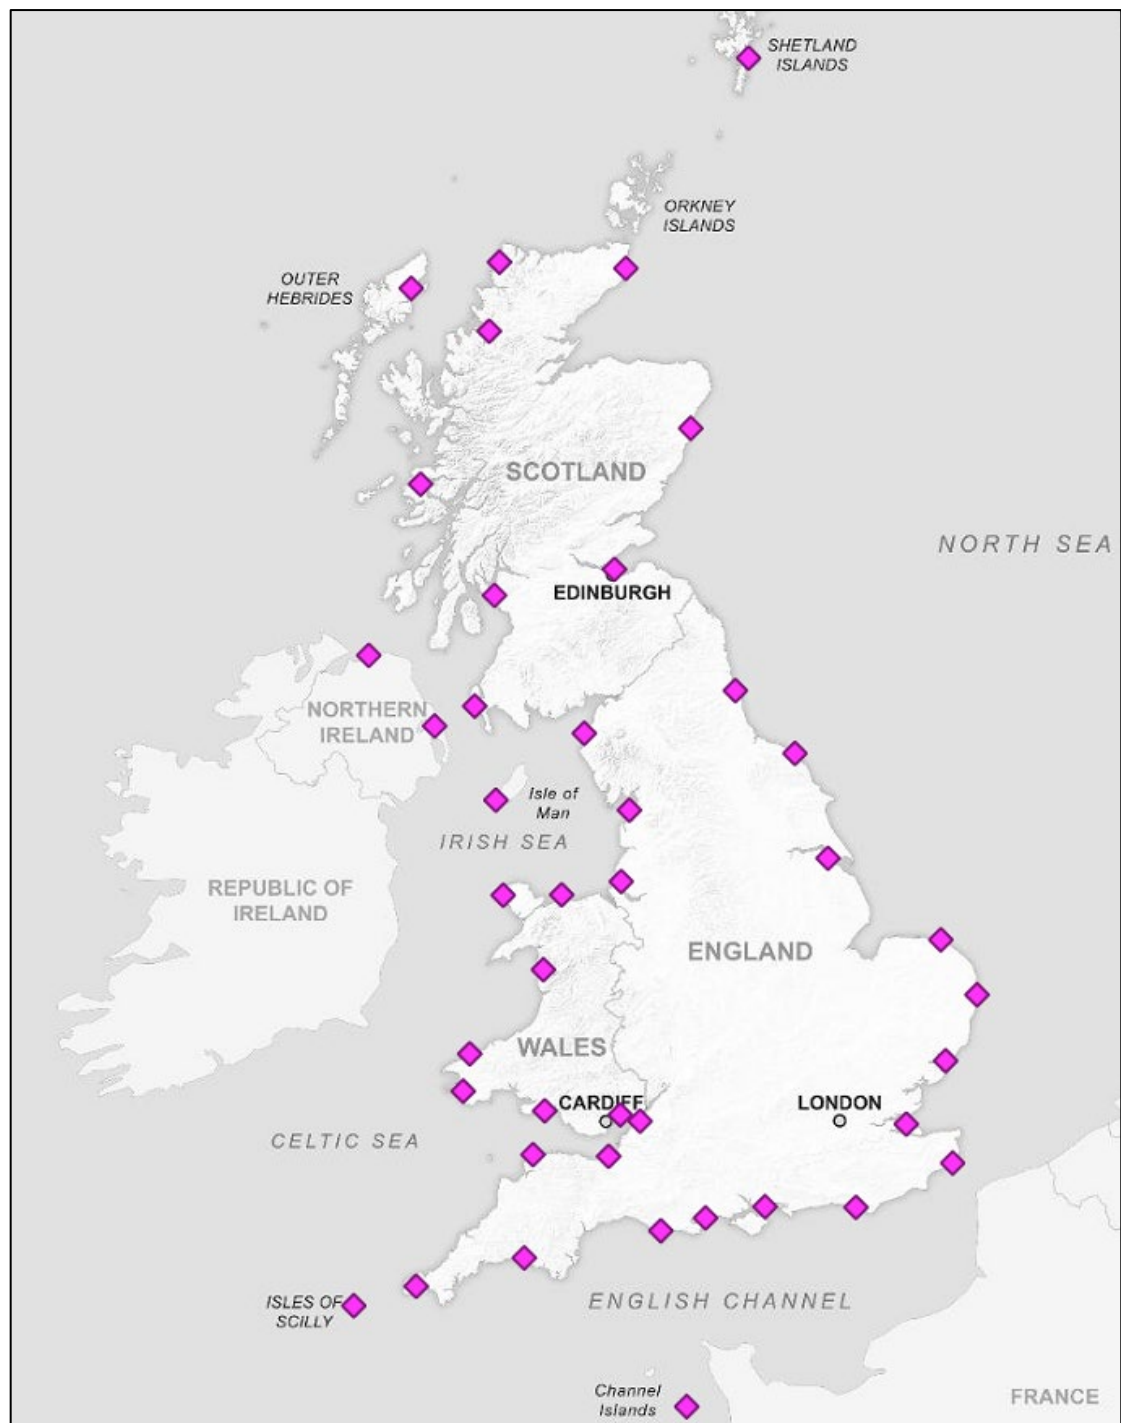 SHETLAND
ISLANDS
ORKNEY
ISLANDS
OUTER
HEBRIDES
SCOTLAND
NORTH SEA
EDINBURGH
NORTHERN
IRELAND
Isle of
Man
IRISH SEA
REPUBLIC OF
IRELAND
ENGLAND
WALES
CARDIFF
LONDON
CELTIC SEA
ISLES OF
SCILLY
ENGLISH CHANNEL
Channel
Islands
FRANCE